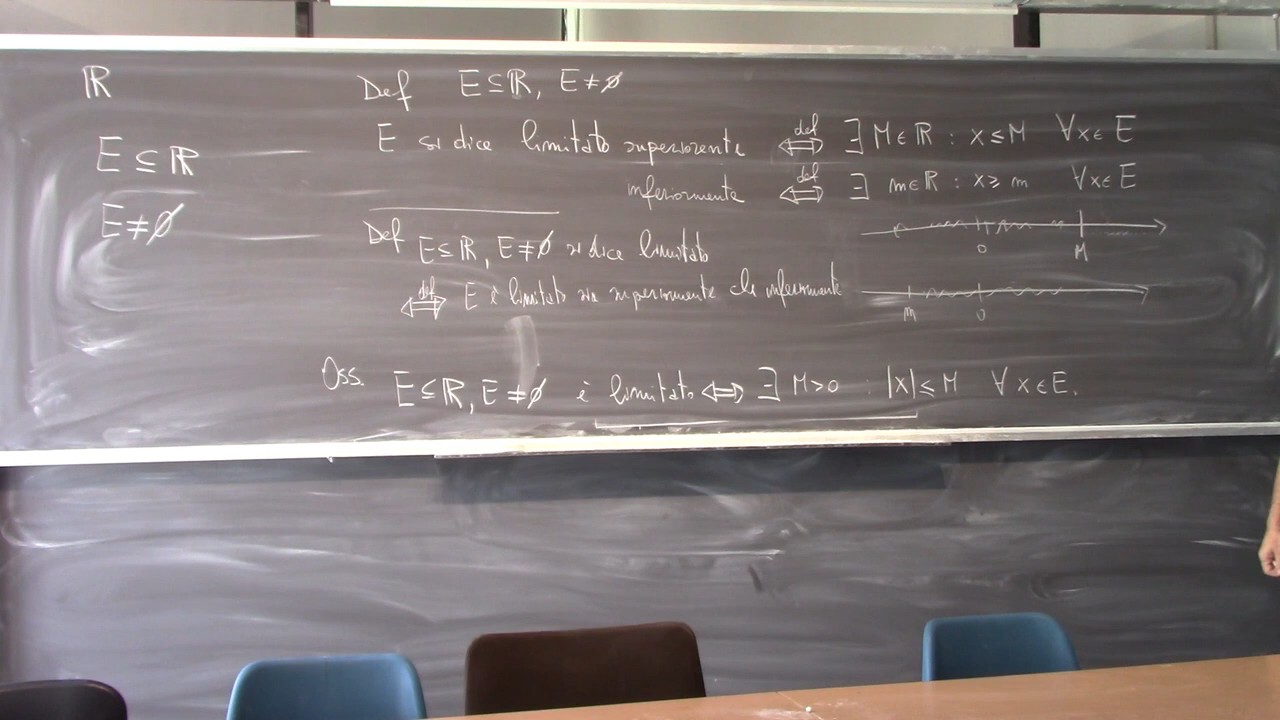 ℝ
E ⊆ ℝ
E ≠ ∅
Def E ⊆ ℝ, E ≠ ∅
E si dice limitato superiormente ⇔ def ∃ M ∈ ℝ : x ≤ M ∀x ∈ E
inferiormente ⇔ def ∃ m ∈ ℝ : x ≥ m ∀x ∈ E
0 M
Def E ⊆ ℝ, E ≠ ∅ si dice limitato
⇔ def E è limitato sia superiormente che inferiormente
m 0
Oss. E ⊆ ℝ, E ≠ ∅ è limitato ⇔ ∃ M > 0 : |x| ≤ M ∀ x ∈ E.